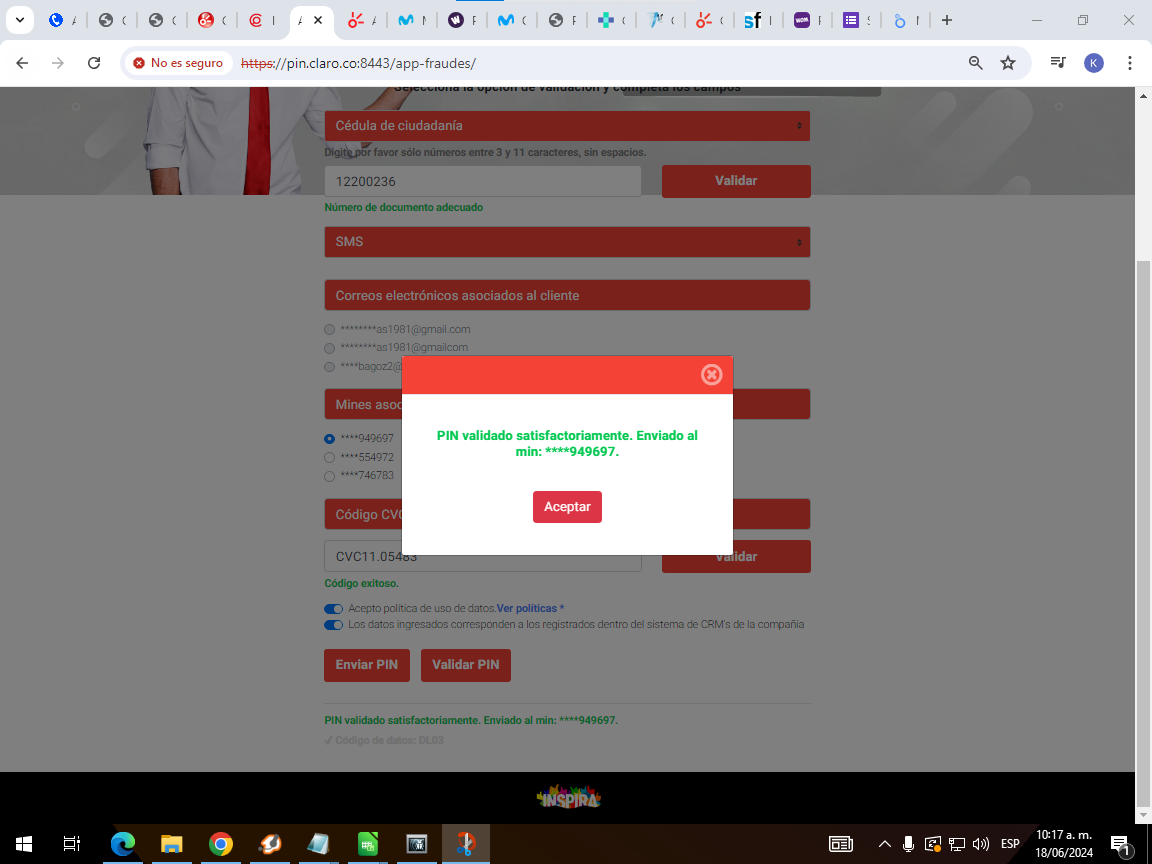 No es seguro
https://pin.claro.co:8443/app-fraudes/
K
Selecciona la opción de validación y completa los campos
Cédula de ciudadanía
Digite por favor sólo números entre 3 y 11 caracteres, sin espacios.
12200236
Validar
Número de documento adecuado
SMS
Correos electrónicos asociados al cliente
********as1981@gmail.com
********as1981@gmailcom
****bagoz2@
Mines asoc
****949697
****554972
****746783
PIN validado satisfactoriamente. Enviado al
min: ****949697.
Aceptar
Código CVC
CVC11.05483
Validar
Código exitoso.
Acepto política de uso de datos.Ver políticas *
Los datos ingresados corresponden a los registrados dentro del sistema de CRM's de la compañía
Enviar PIN
Validar PIN
PIN validado satisfactoriamente. Enviado al min: ****949697.
✓ Código de datos: DL03
INSPIRA
ESP
10:17 a. m.
18/06/2024
1